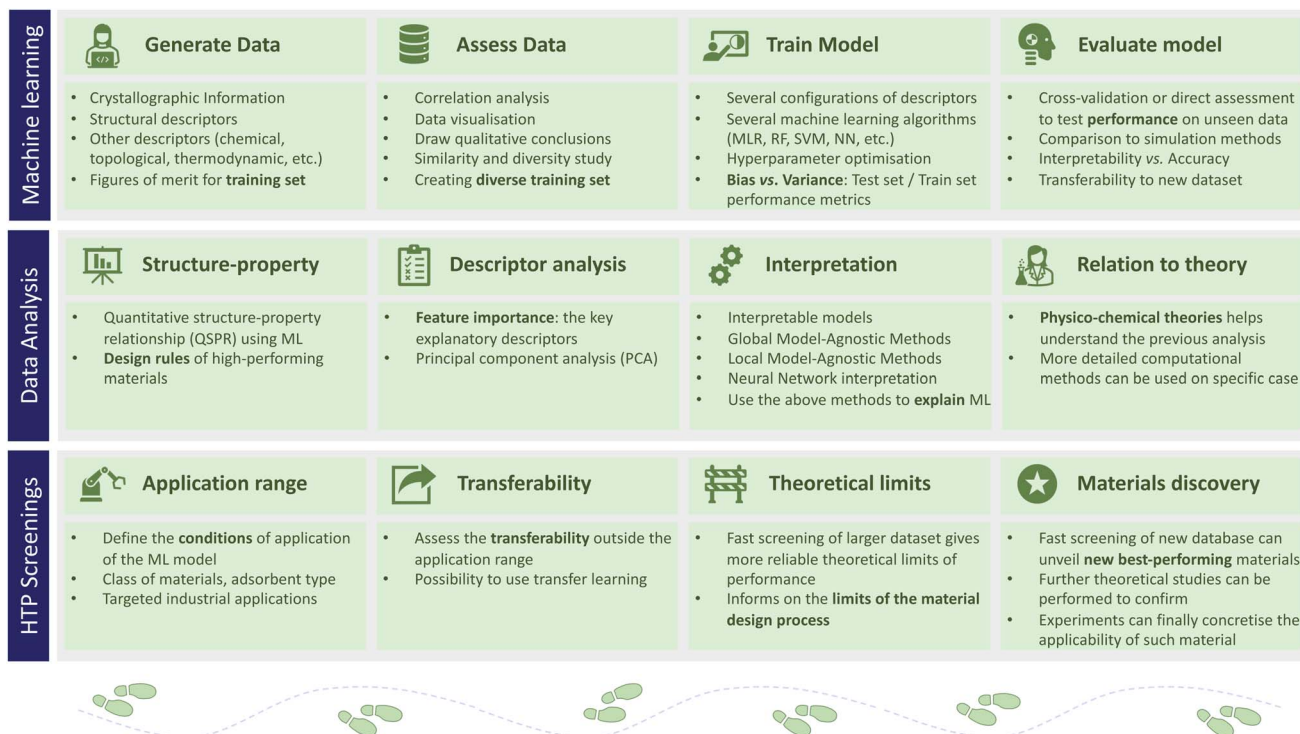 Machine learning
Generate Data
• Crystallographic Information
• Structural descriptors
• Other descriptors (chemical,
topological, thermodynamic, etc.)
• Figures of merit for training set
Assess Data
• Correlation analysis
• Data visualisation
• Draw qualitative conclusions
• Similarity and diversity study
• Creating diverse training set
Train Model
• Several configurations of descriptors
• Several machine learning algorithms
(MLR, RF, SVM, NN, etc.)
• Hyperparameter optimisation
• Bias vs. Variance: Test set / Train set
performance metrics
Evaluate model
• Cross-validation or direct assessment
to test performance on unseen data
• Comparison to simulation methods
• Interpretability vs. Accuracy
• Transferability to new dataset
Data Analysis
Structure-property
• Quantitative structure-property
relationship (QSPR) using ML
• Design rules of high-performing
materials
Descriptor analysis
• Feature importance: the key
explanatory descriptors
• Principal component analysis (PCA)
Interpretation
• Interpretable models
• Global Model-Agnostic Methods
• Local Model-Agnostic Methods
• Neural Network interpretation
• Use the above methods to explain ML
Relation to theory
• Physico-chemical theories helps
understand the previous analysis
• More detailed computational
methods can be used on specific case
HTP Screenings
Application range
• Define the conditions of application
of the ML model
• Class of materials, adsorbent type
• Targeted industrial applications
Transferability
• Assess the transferability outside the
application range
• Possibility to use transfer learning
Theoretical limits
• Fast screening of larger dataset gives
more reliable theoretical limits of
performance
• Informs on the limits of the material
design process
Materials discovery
• Fast screening of new database can
unveil new best-performing materials
• Further theoretical studies can be
performed to confirm
• Experiments can finally concretise the
applicability of such material